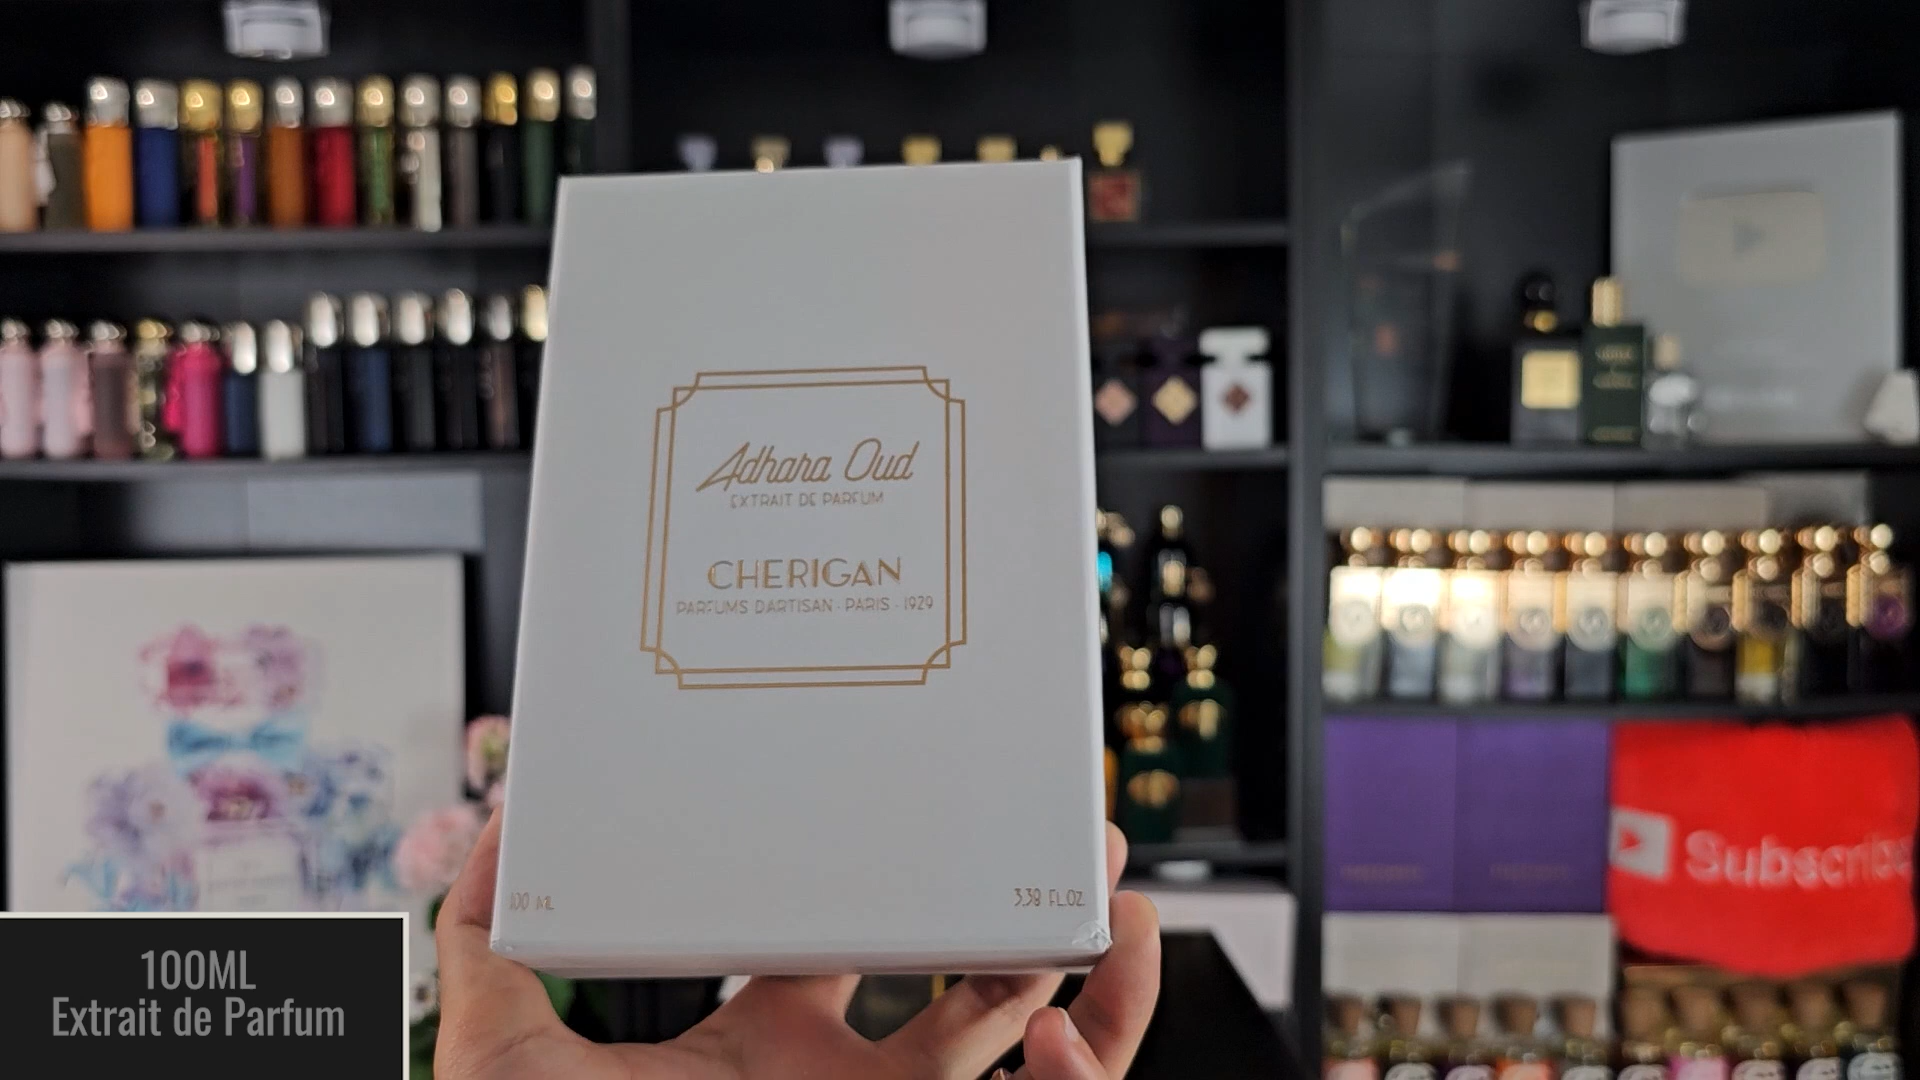 Adhara Oud
EXTRAIT DE PARFUM
CHERIGAN
PARFUMS D'ARTISAN · PARIS · 1929
100 ML
3.38 FL.OZ.
Subscribe
100ML
Extrait de Parfum